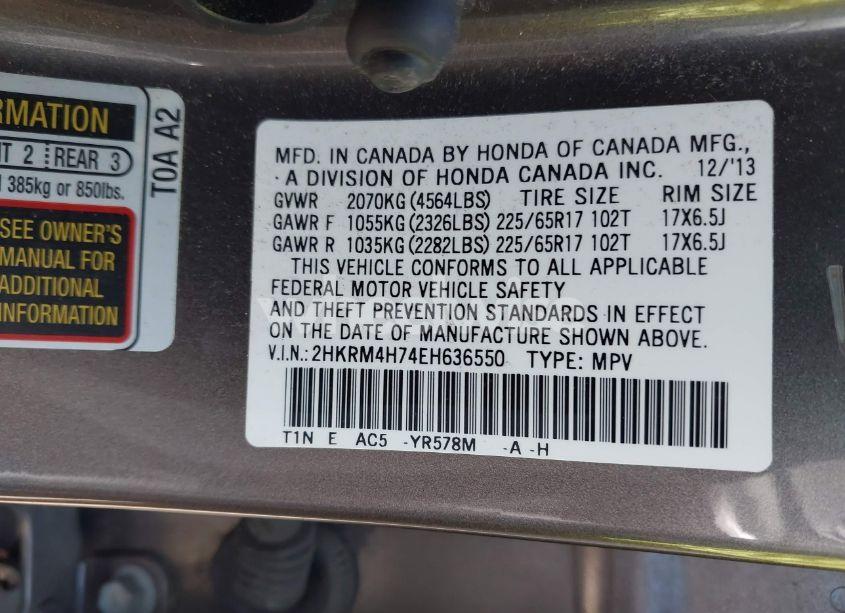 RMATION
T 2 REAR 3
385kg or 850lbs.
SEE OWNER'S
MANUAL FOR
ADDITIONAL
INFORMATION
T0A A2
MFD. IN CANADA BY HONDA OF CANADA MFG.,
A DIVISION OF HONDA CANADA INC. 12/'13
GVWR 2070KG(4564LBS) TIRE SIZE RIM SIZE
GAWR F 1055KG(2326LBS) 225/65R17 102T 17X6.5J
GAWR R 1035KG(2282LBS) 225/65R17 102T 17X6.5J
THIS VEHICLE CONFORMS TO ALL APPLICABLE
FEDERAL MOTOR VEHICLE SAFETY
AND THEFT PREVENTION STANDARDS IN EFFECT
ON THE DATE OF MANUFACTURE SHOWN ABOVE.
V.I.N.:2HKRM4H74EH636550 TYPE: MPV
T1N E AC5 -YR578M -A -H